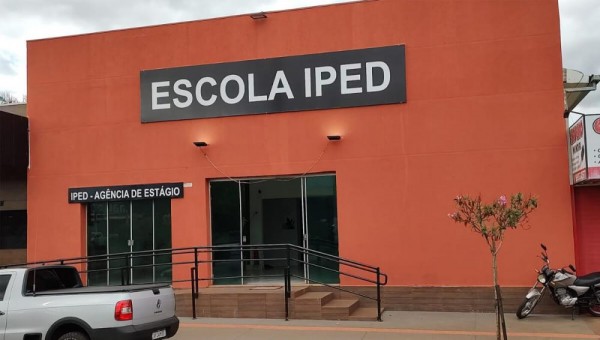 ESCOLA IPED
IPED - AGÊNCIA DE ESTÁGIO